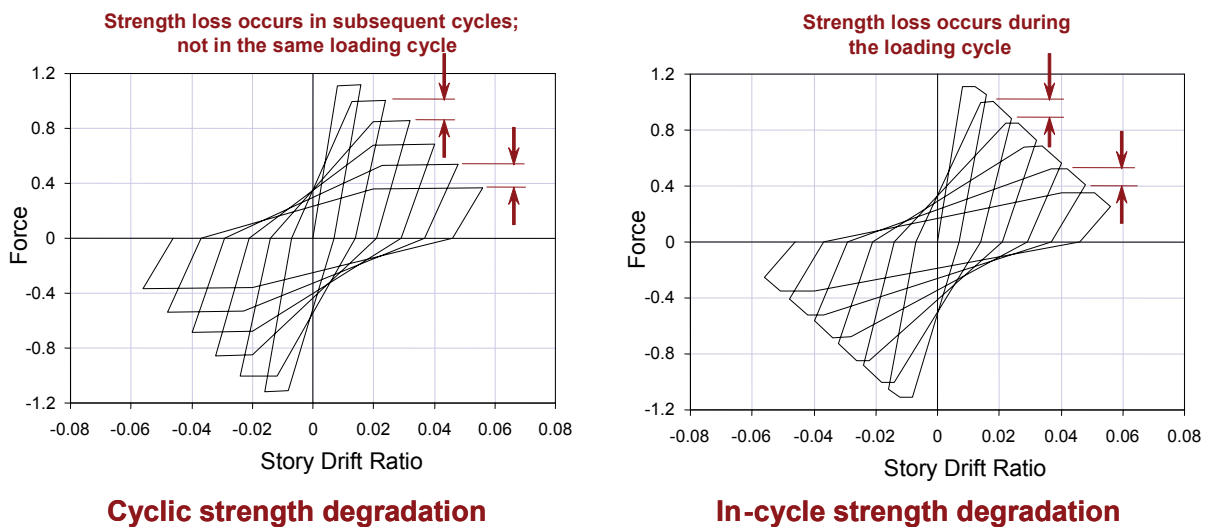 Strength loss occurs in subsequent cycles;
not in the same loading cycle
1.2
0.8
0.4
0
-0.4
-0.8
-1.2
Force
-0.08 -0.06 -0.04 -0.02 0 0.02 0.04 0.06 0.08
Story Drift Ratio
Cyclic strength degradation
Strength loss occurs during
the loading cycle
1.2
0.8
0.4
0
-0.4
-0.8
-1.2
Force
-0.08 -0.06 -0.04 -0.02 0 0.02 0.04 0.06 0.08
Story Drift Ratio
In-cycle strength degradation